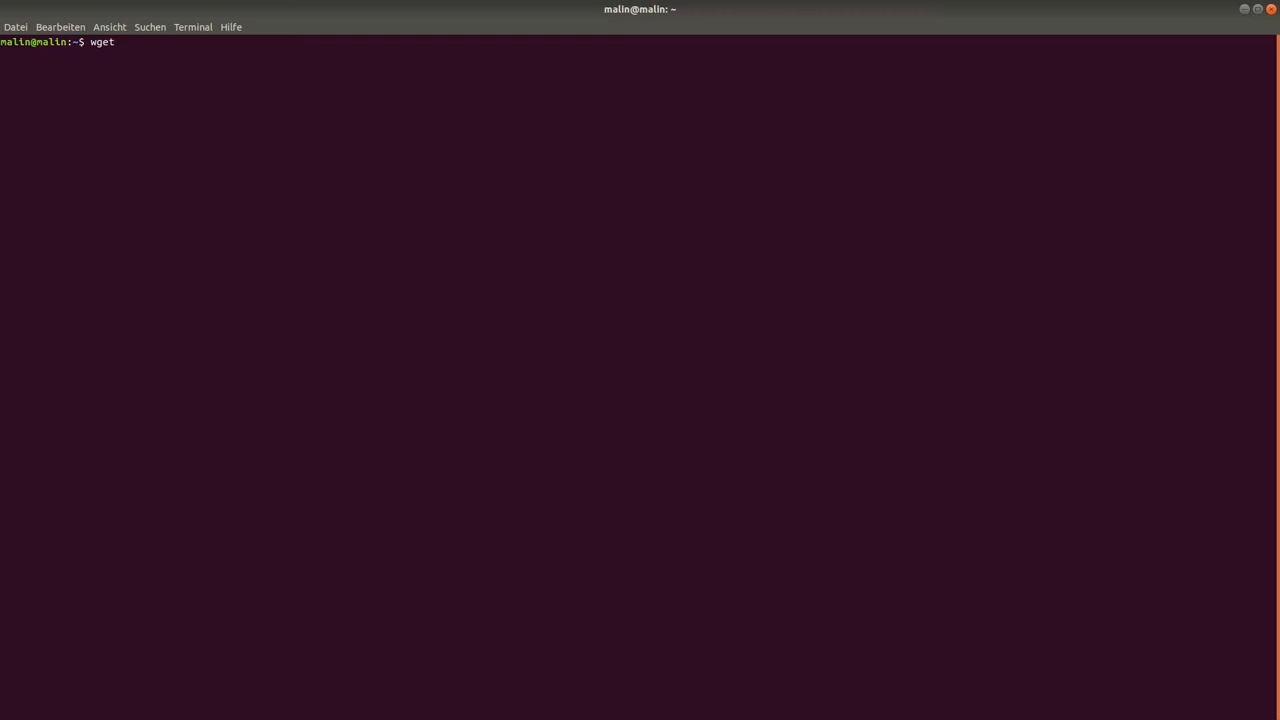 malin@malin: ~
Datei Bearbeiten Ansicht Suchen Terminal Hilfe
malin@malin:~$ wget